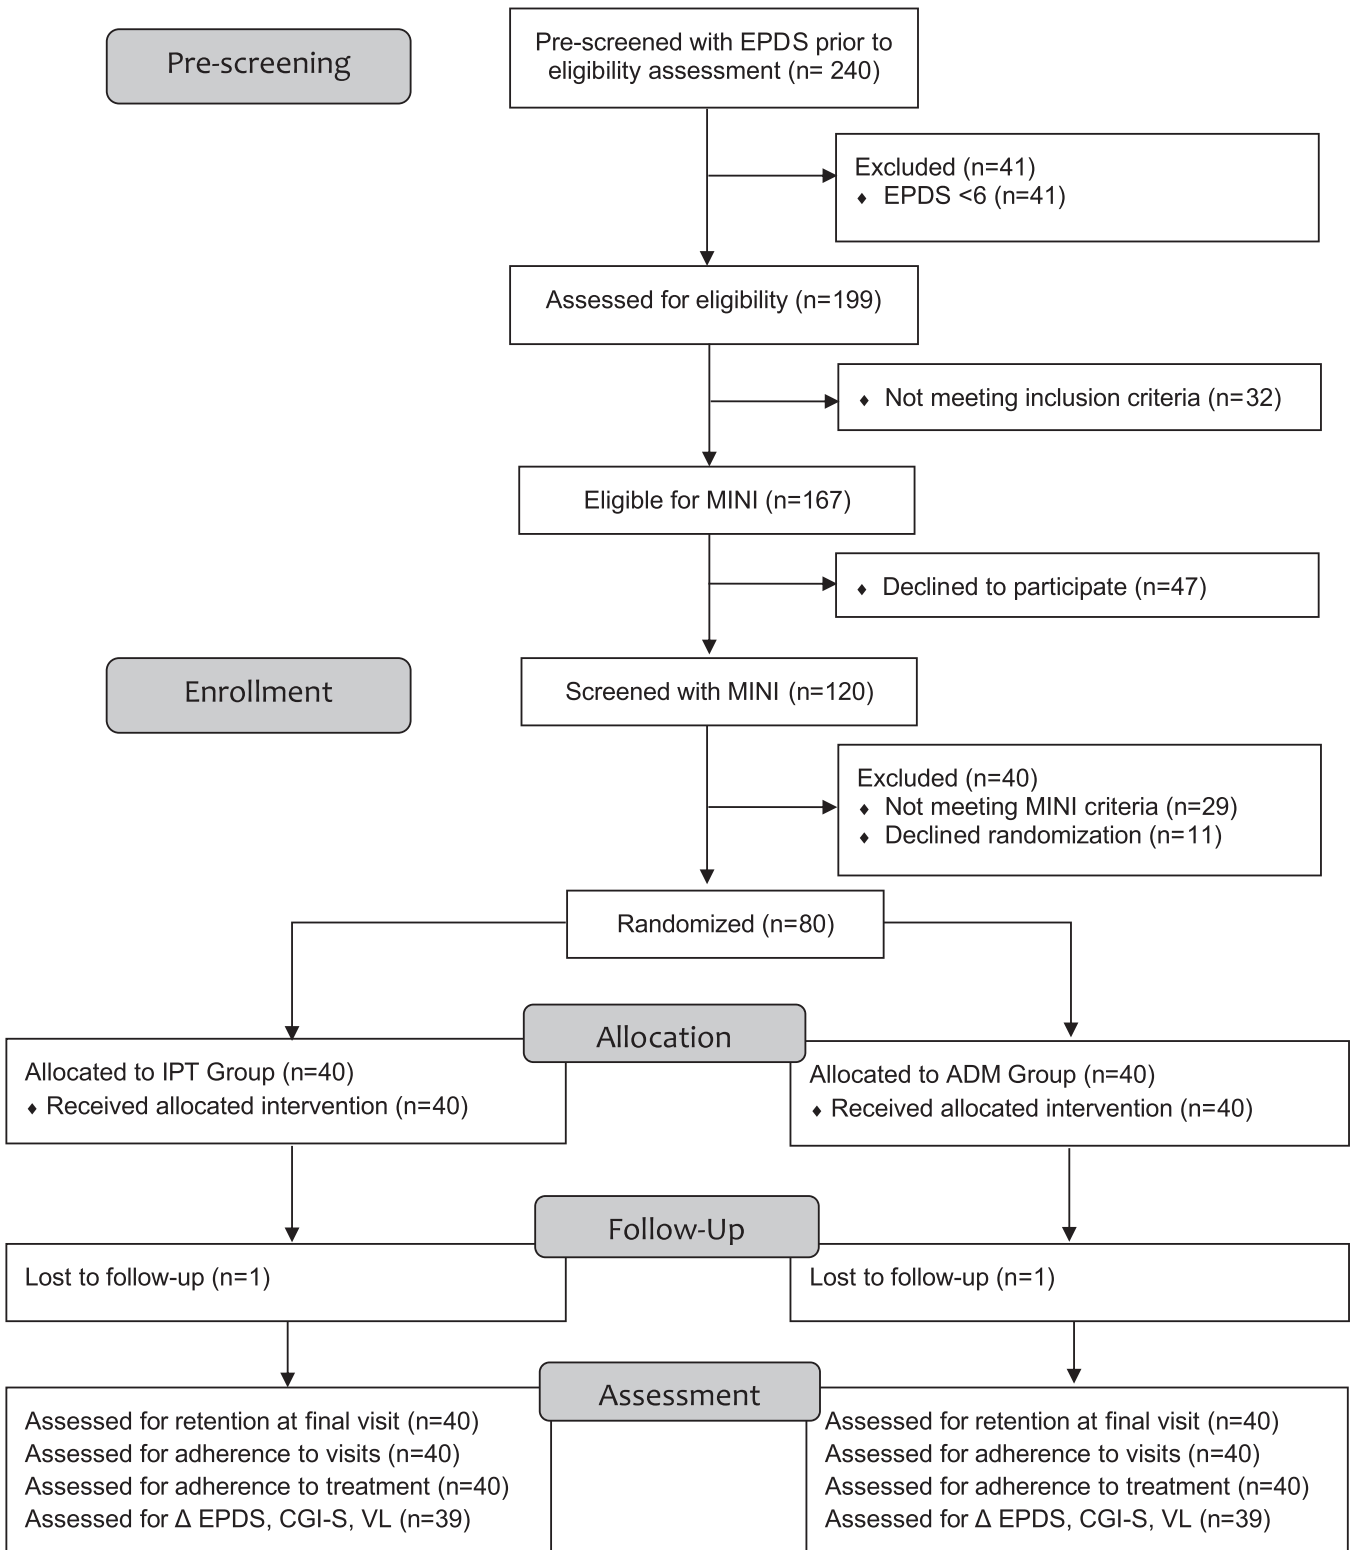 Pre-screening
Pre-screened with EPDS prior to
eligibility assessment (n= 240)
Excluded (n=41)
♦ EPDS <6 (n=41)
Assessed for eligibility (n=199)
♦ Not meeting inclusion criteria (n=32)
Eligible for MINI (n=167)
♦ Declined to participate (n=47)
Enrollment
Screened with MINI (n=120)
Excluded (n=40)
♦ Not meeting MINI criteria (n=29)
♦ Declined randomization (n=11)
Randomized (n=80)
Allocation
Allocated to IPT Group (n=40)
♦ Received allocated intervention (n=40)
Allocated to ADM Group (n=40)
♦ Received allocated intervention (n=40)
Follow-Up
Lost to follow-up (n=1)
Lost to follow-up (n=1)
Assessment
Assessed for retention at final visit (n=40)
Assessed for adherence to visits (n=40)
Assessed for adherence to treatment (n=40)
Assessed for Δ EPDS, CGI-S, VL (n=39)
Assessed for retention at final visit (n=40)
Assessed for adherence to visits (n=40)
Assessed for adherence to treatment (n=40)
Assessed for Δ EPDS, CGI-S, VL (n=39)